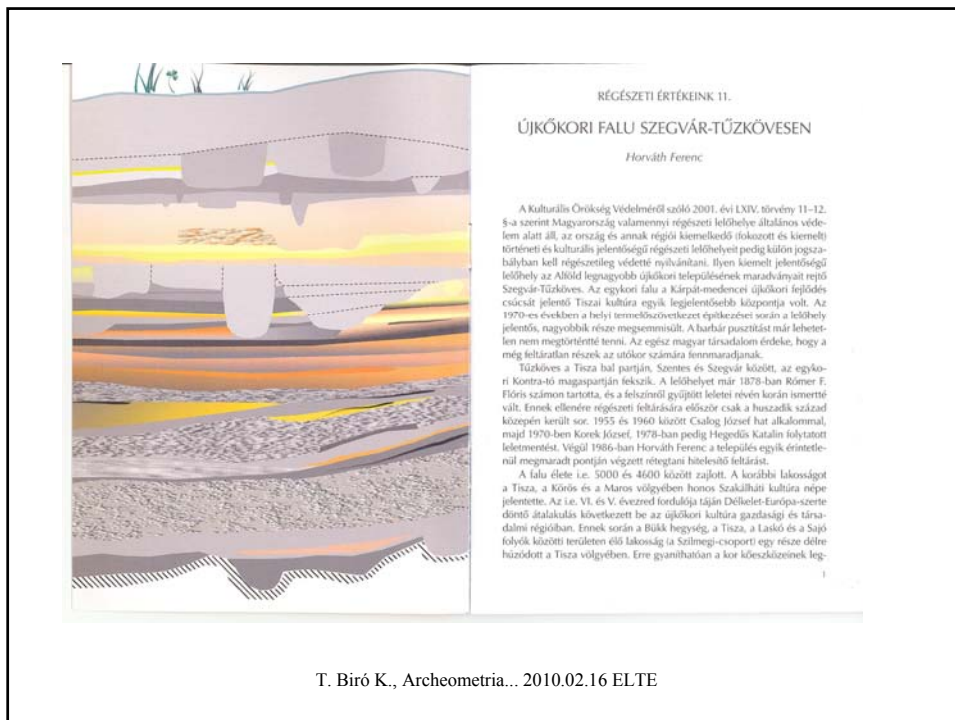 RÉGÉSZETI ÉRTÉKEINK 11.
ÚJKŐKORI FALU SZEGVÁR-TŰZKÖVESEN
Horváth Ferenc
A Kulturális Örökség Védelméről szóló 2001. évi LXIV. törvény 11–12.
§-a szerint Magyarország valamennyi régészeti lelőhelye általános véde-
lem alatt áll, az ország és annak régiói kiemelkedő (fokozott és kiemelt)
történeti és kulturális jelentőségű régészeti lelőhelyeit pedig külön jogsza-
bályban kell régészetileg védetté nyilvánítani. Ilyen kiemelt jelentőségű
lelőhely az Alföld legnagyobb újkőkori településének maradványait rejtő
Szegvár-Tűzköves. Az egykori falu a Kárpát-medencei újkőkori fejlődés
csúcsát jelentő Tiszai kultúra egyik legjelentősebb központja volt. Az
1970-es években a helyi termelőszövetkezet építkezései során a lelőhely
jelentős, nagyobbik része megsemmisült. A barbár pusztítást már lehetet-
len nem megtörténtté tenni. Az egész magyar társadalom érdeke, hogy a
még feltáratlan részek az utókor számára fennmaradjanak.
Tűzköves a Tisza bal partján, Szentes és Szegvár között, az egyko-
ri Kontra-tó magaspartján fekszik. A lelőhelyet már 1878-ban Rómer F.
Flóris számon tartotta, és a felszínről gyűjtött leletei révén korán ismertté
vált. Ennek ellenére régészeti feltárására először csak a huszadik század
közepén került sor. 1955 és 1960 között Csalog József hat alkalommal,
majd 1970-ben Korek József, 1978-ban pedig Hegedűs Katalin folytatott
leletmentést. Végül 1986-ban Horváth Ferenc a település egyik érintetle-
nül megmaradt pontján végzett rétegtani hitelesítő feltárást.
A falu élete i.e. 5000 és 4600 között zajlott. A korábbi lakosságot
a Tisza, a Körös és a Maros völgyében honos Szakálháti kultúra népe
jelentette. Az i.e. VI. és V. évezred fordulója táján Délkelet-Európa-szerte
döntő átalakulás következett be az újkőkori kultúra gazdasági és társa-
dalmi régióiban. Ennek során a Bükk hegység, a Tisza, a Laskó és a Sajó
folyók közötti területen élő lakosság (a Szilmegi-csoport) egy része délre
húzódott a Tisza völgyében. Erre gyaníthatóan a kor kőeszközeinek leg-
1
T. Biró K., Archeometria... 2010.02.16 ELTE